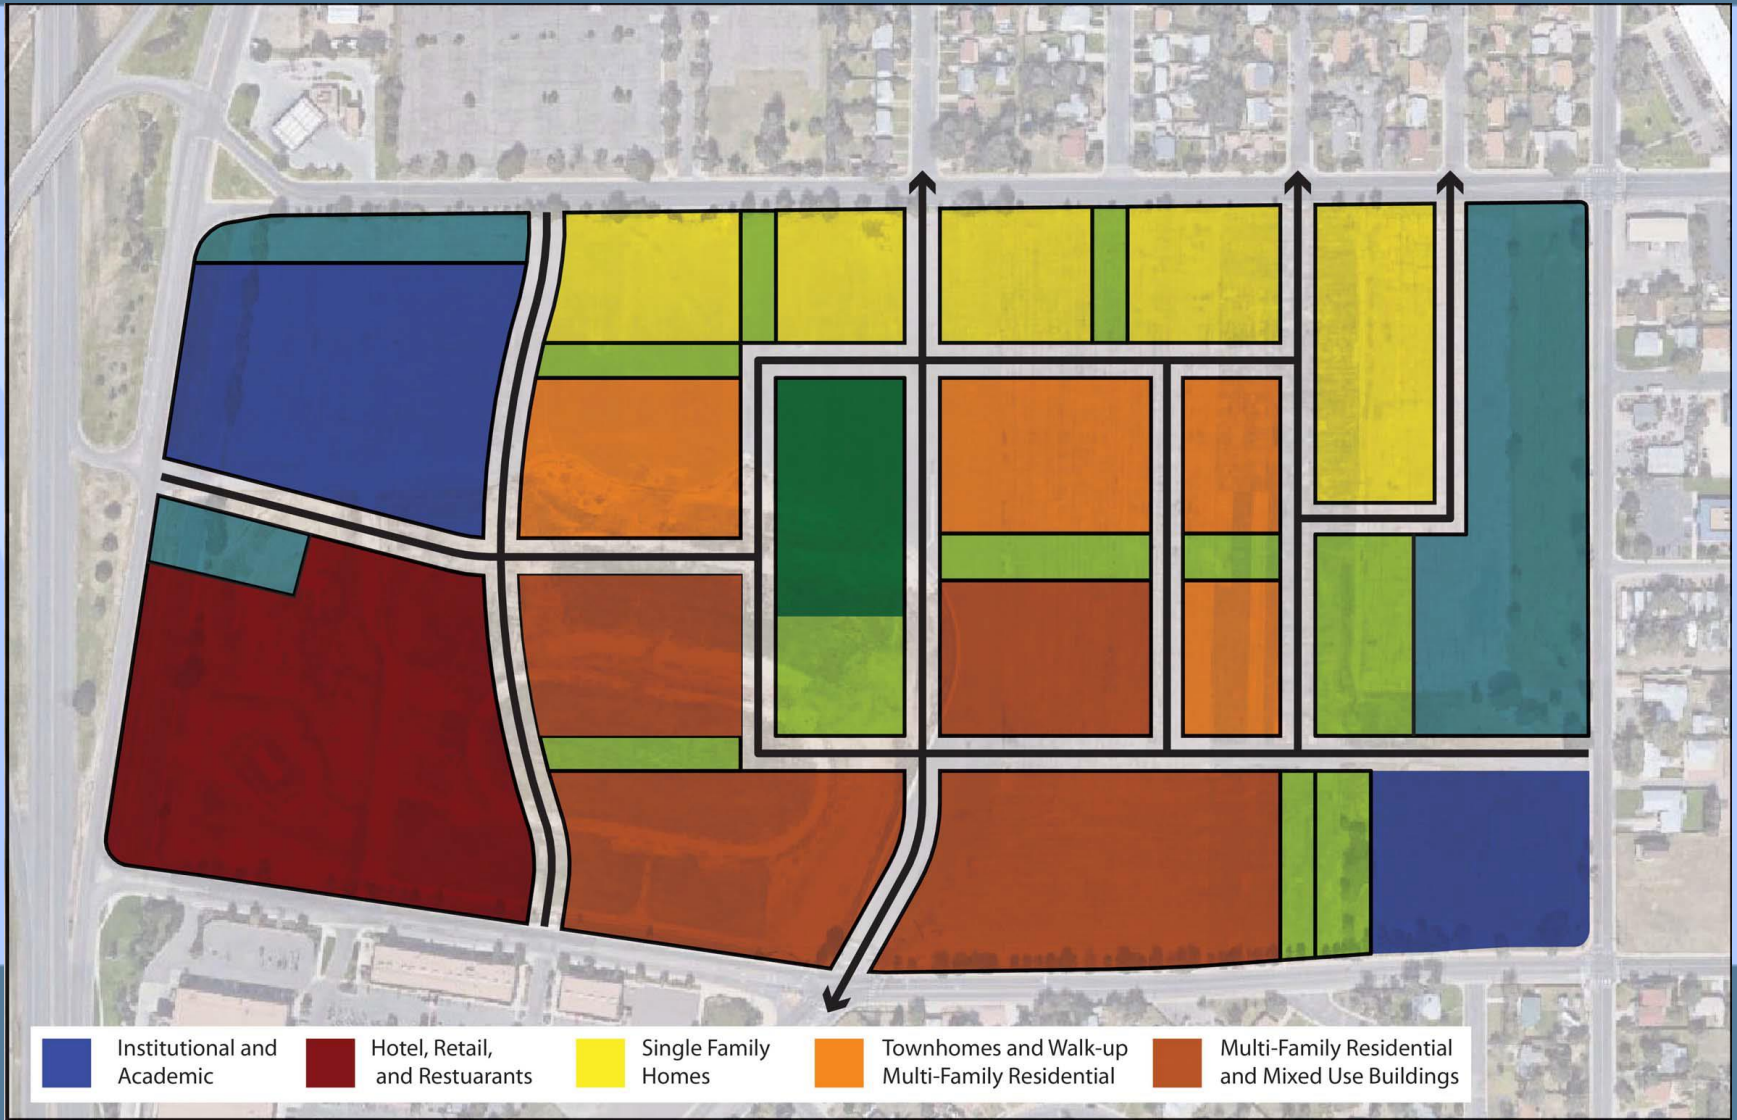 Institutional and
Academic
Hotel, Retail,
and Restuarants
Single Family
Homes
Townhomes and Walk-up
Multi-Family Residential
Multi-Family Residential
and Mixed Use Buildings